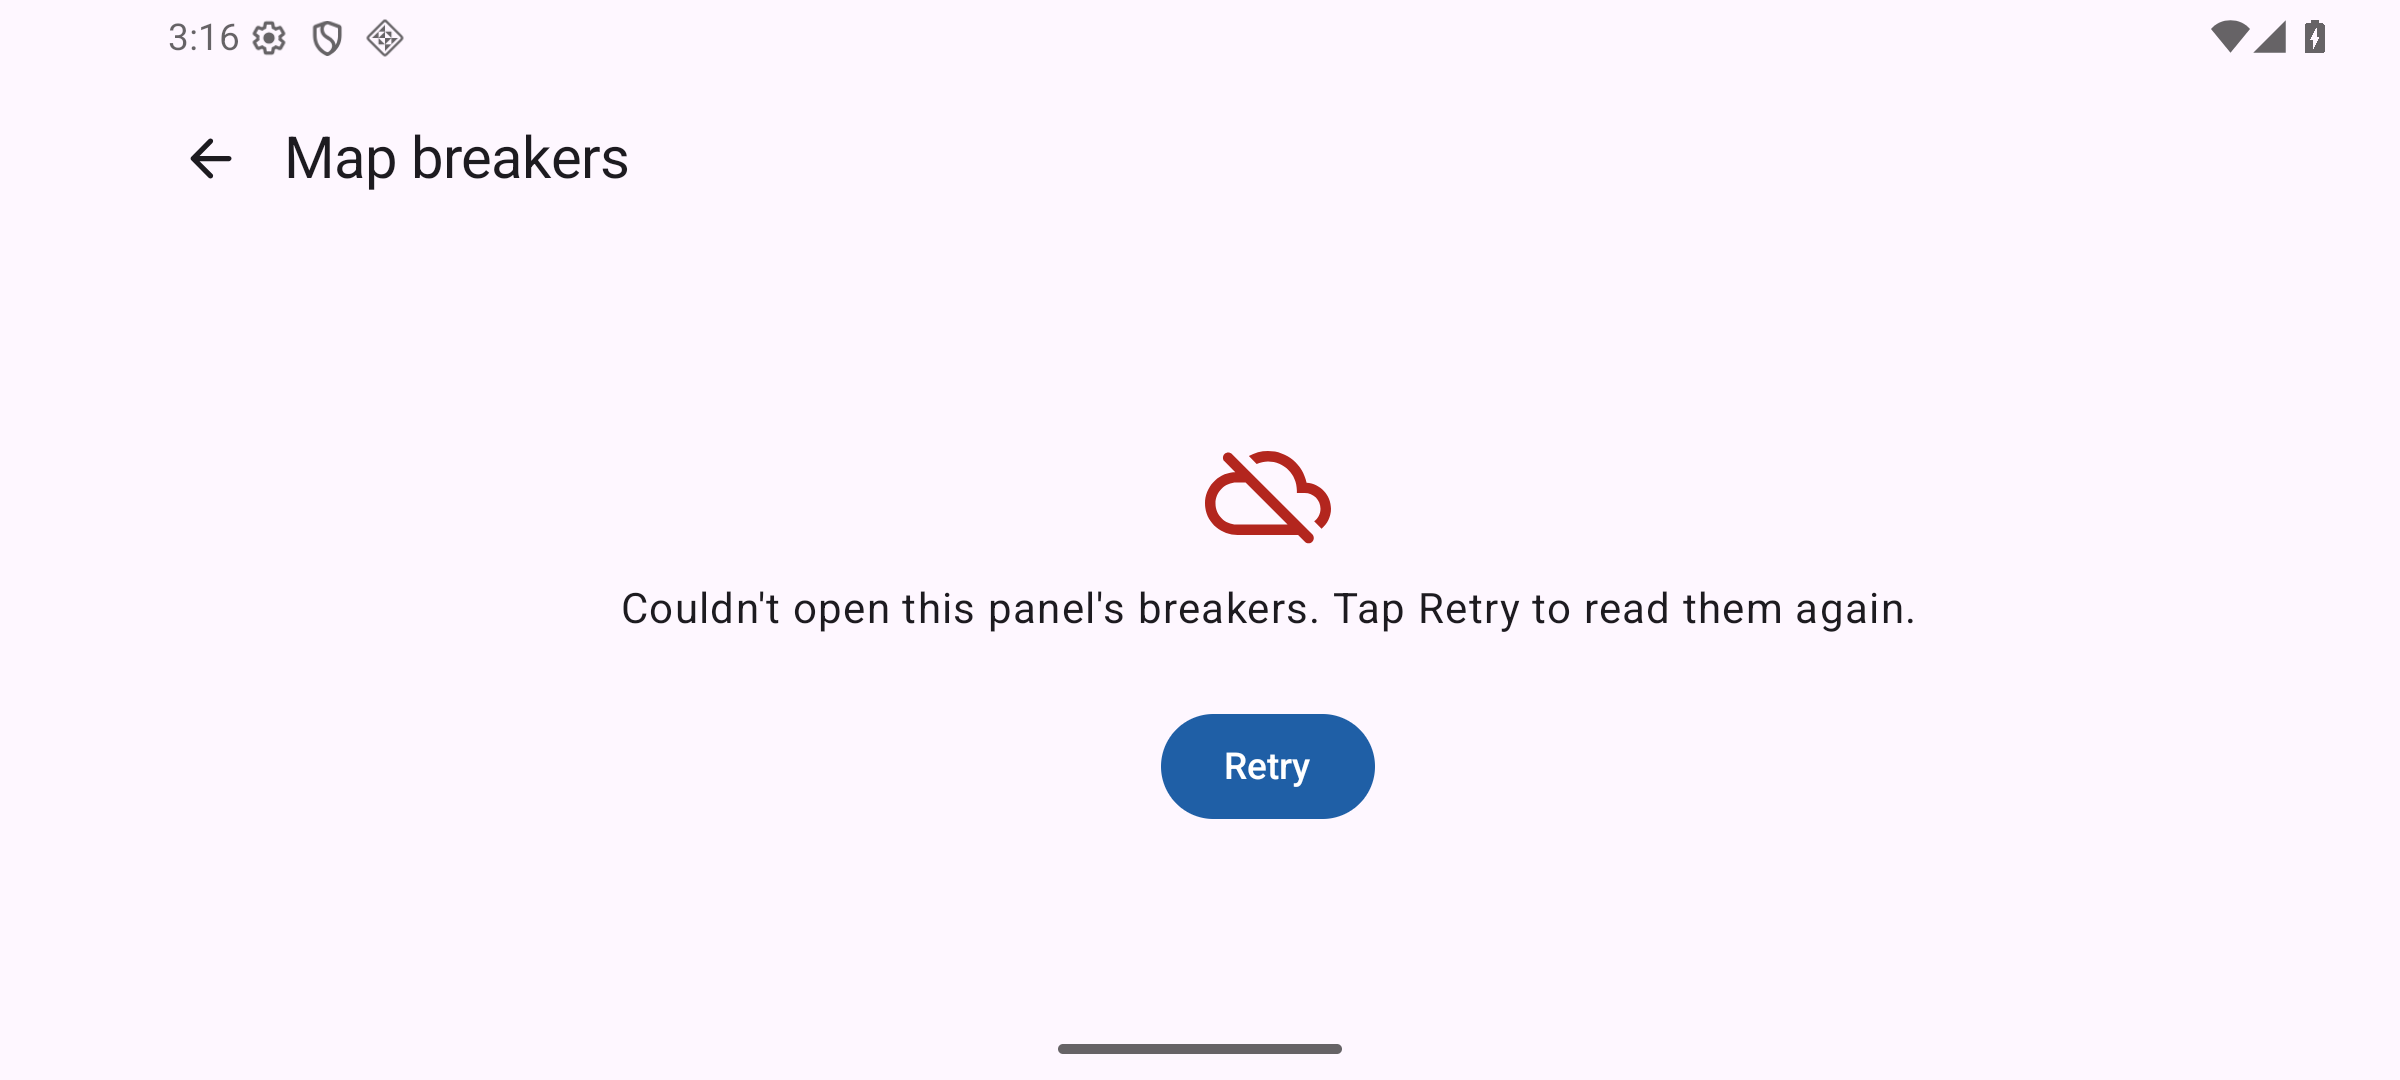 3:16
Map breakers
Couldn't open this panel's breakers. Tap Retry to read them again.
Retry